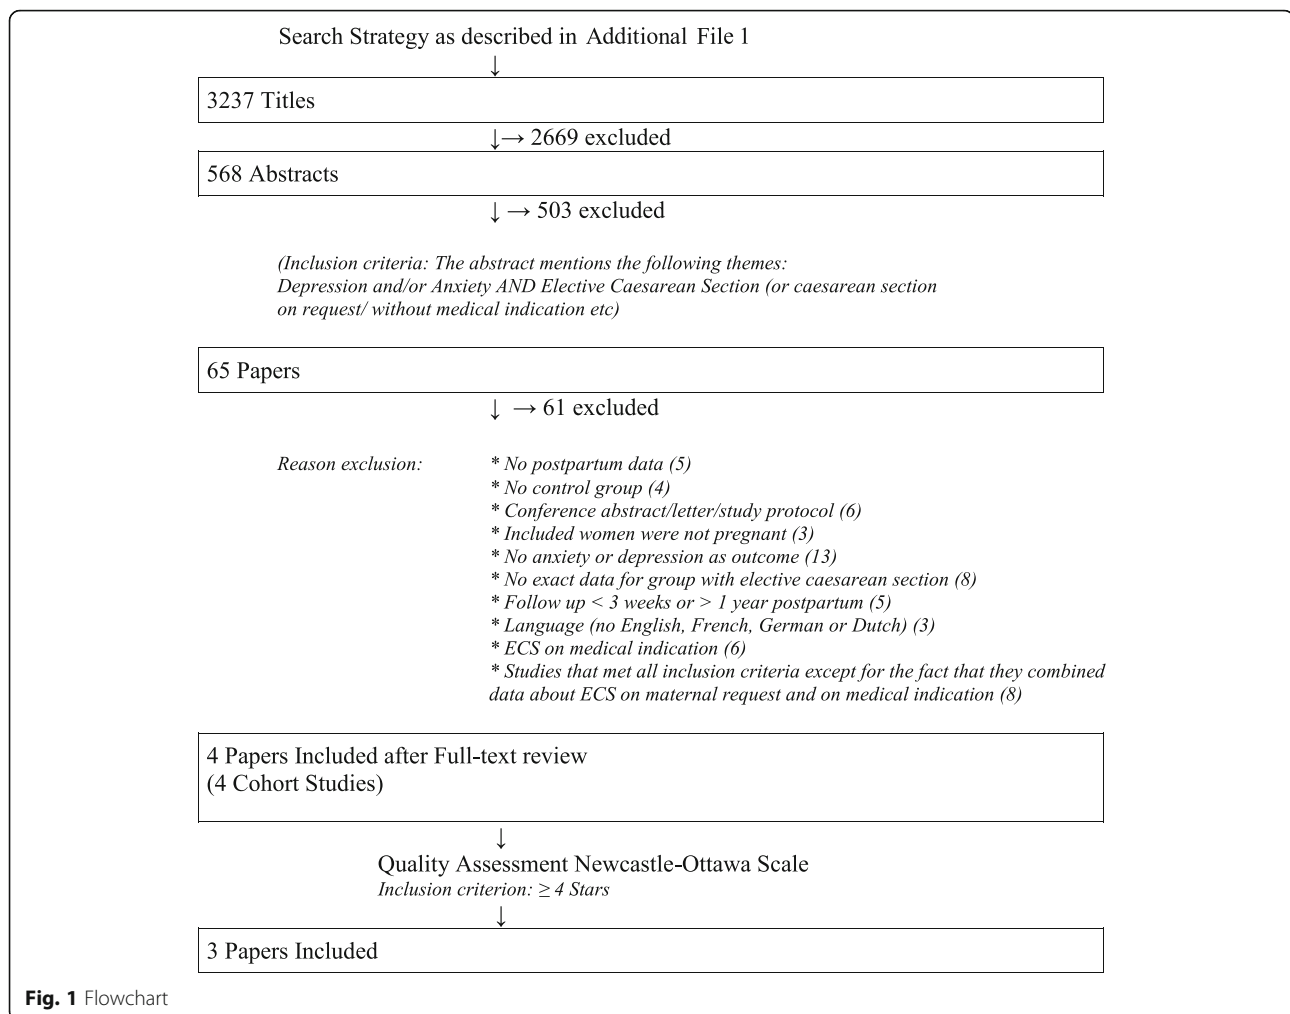 Search Strategy as described in Additional File 1
↓
3237 Titles
↓→ 2669 excluded
568 Abstracts
↓ → 503 excluded
(Inclusion criteria: The abstract mentions the following themes:
Depression and/or Anxiety AND Elective Caesarean Section (or caesarean section
on request/ without medical indication etc)
65 Papers
↓ → 61 excluded
Reason exclusion: * No postpartum data (5)
* No control group (4)
* Conference abstract/letter/study protocol (6)
* Included women were not pregnant (3)
* No anxiety or depression as outcome (13)
* No exact data for group with elective caesarean section (8)
* Follow up < 3 weeks or > 1 year postpartum (5)
* Language (no English, French, German or Dutch) (3)
* ECS on medical indication (6)
* Studies that met all inclusion criteria except for the fact that they combined
data about ECS on maternal request and on medical indication (8)
4 Papers Included after Full-text review
(4 Cohort Studies)
↓
Quality Assessment Newcastle-Ottawa Scale
Inclusion criterion: ≥ 4 Stars
↓
3 Papers Included
Fig. 1 Flowchart